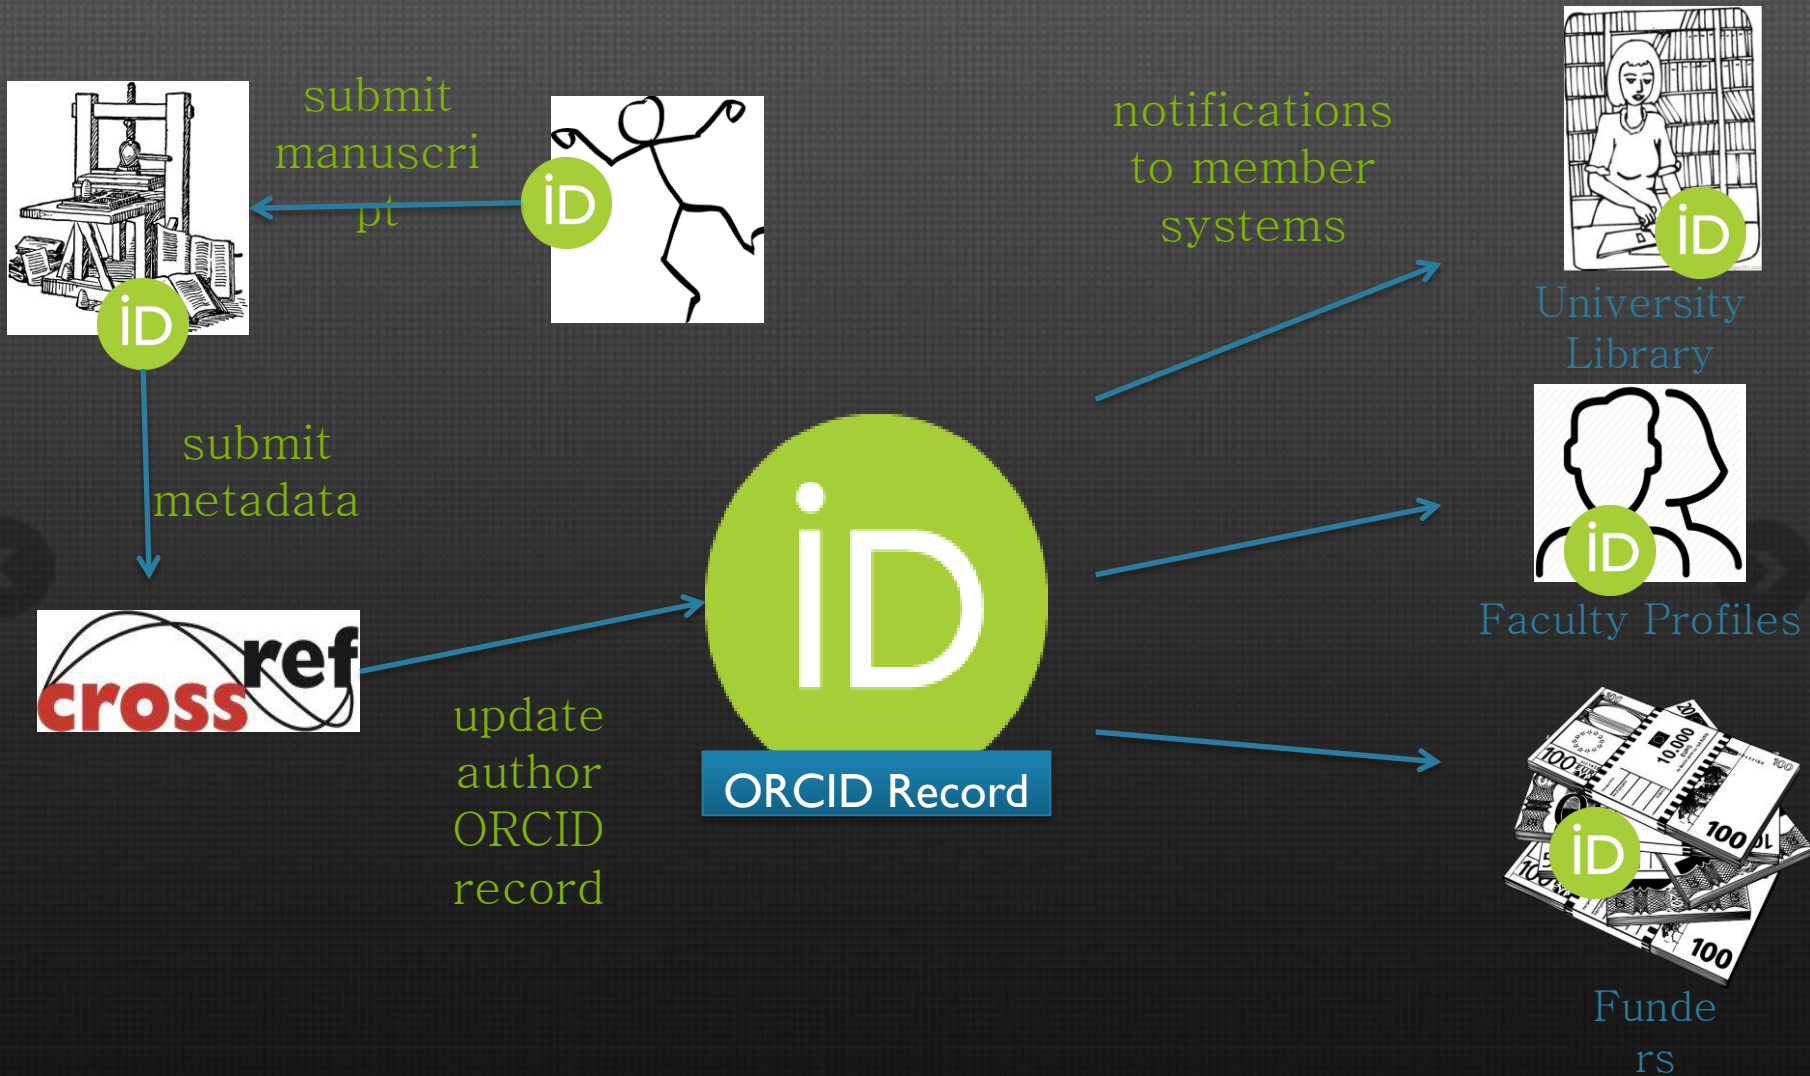 submit
manuscri
pt
iD
iD
submit
metadata
cross
ref
update
author
ORCID
record
iD
ORCID Record
notifications
to member
systems
iD
University
Library
iD
Faculty Profiles
100
10.000
100
100
iD
100
100
Funde
rs